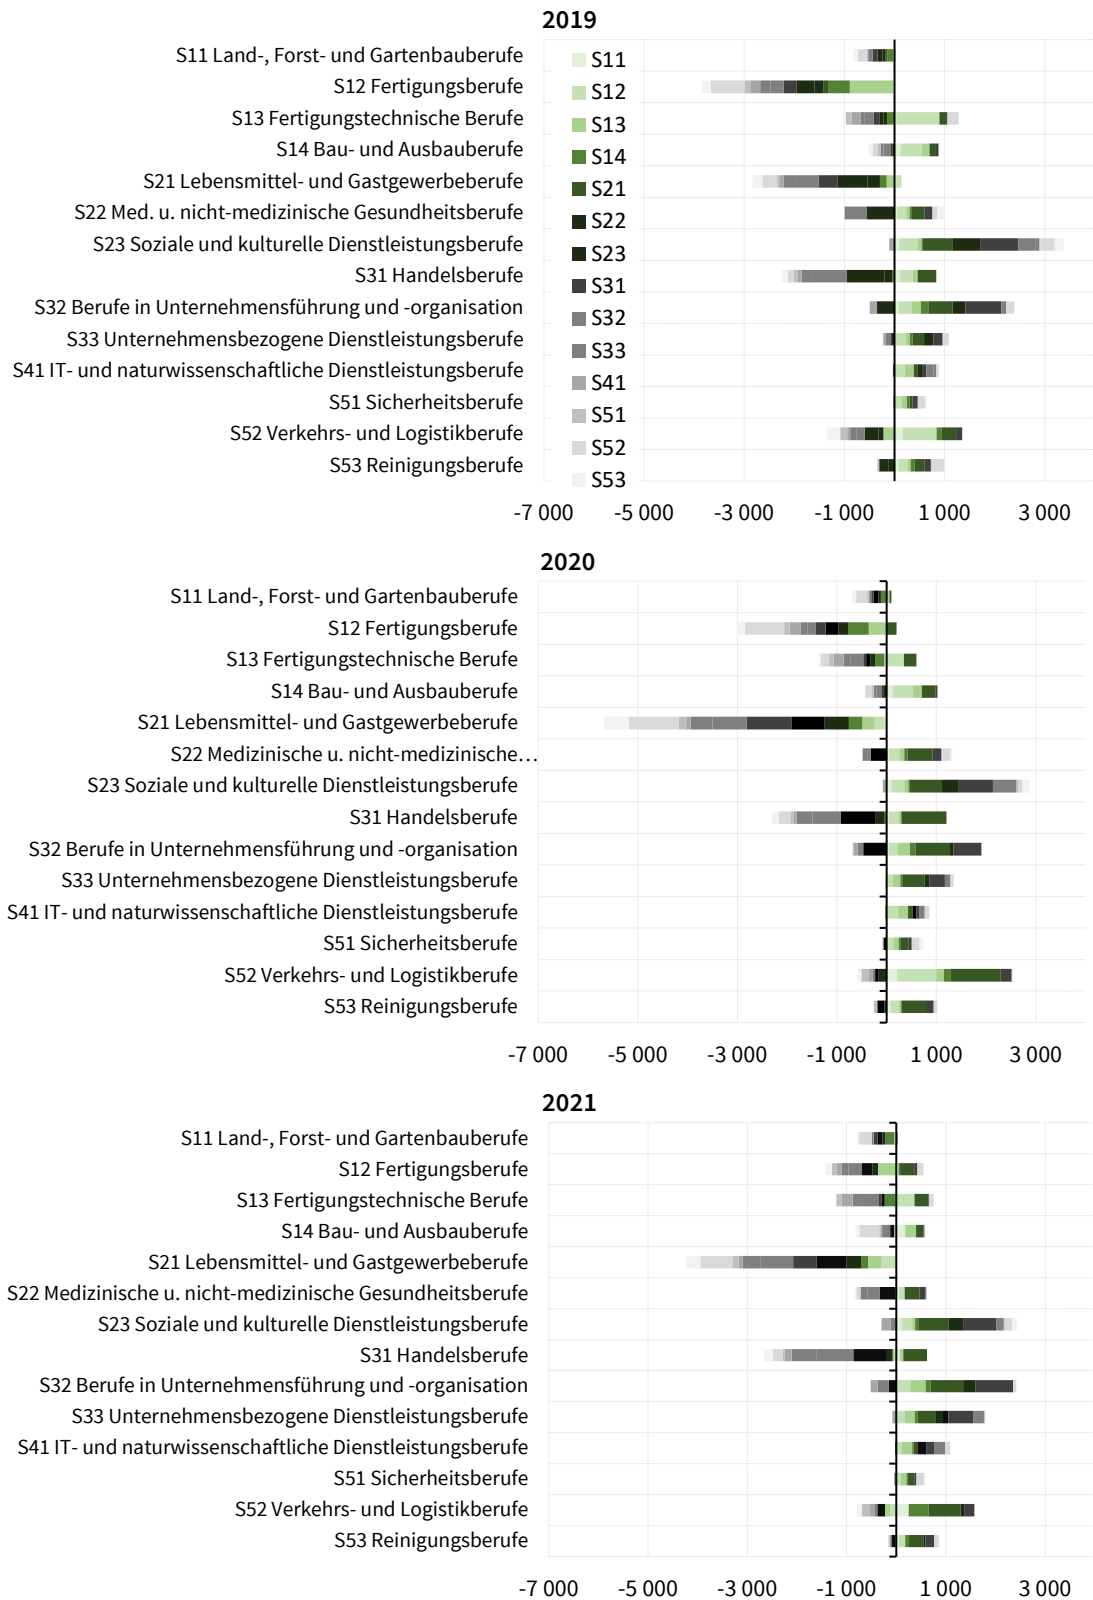 2019
S11 Land-, Forst- und Gartenbauberufe
S12 Fertigungsberufe
S13 Fertigungstechnische Berufe
S14 Bau- und Ausbauberufe
S21 Lebensmittel- und Gastgewerbeberufe
S22 Med. u. nicht-medizinische Gesundheitsberufe
S23 Soziale und kulturelle Dienstleistungsberufe
S31 Handelsberufe
S32 Berufe in Unternehmensführung und -organisation
S33 Unternehmensbezogene Dienstleistungsberufe
S41 IT- und naturwissenschaftliche Dienstleistungsberufe
S51 Sicherheitsberufe
S52 Verkehrs- und Logistikberufe
S53 Reinigungsberufe
S11
S12
S13
S14
S21
S22
S23
S31
S32
S33
S41
S51
S52
S53
-7 000 -5 000 -3 000 -1 000 1 000 3 000
2020
S11 Land-, Forst- und Gartenbauberufe
S12 Fertigungsberufe
S13 Fertigungstechnische Berufe
S14 Bau- und Ausbauberufe
S21 Lebensmittel- und Gastgewerbeberufe
S22 Medizinische u. nicht-medizinische…
S23 Soziale und kulturelle Dienstleistungsberufe
S31 Handelsberufe
S32 Berufe in Unternehmensführung und -organisation
S33 Unternehmensbezogene Dienstleistungsberufe
S41 IT- und naturwissenschaftliche Dienstleistungsberufe
S51 Sicherheitsberufe
S52 Verkehrs- und Logistikberufe
S53 Reinigungsberufe
-7 000 -5 000 -3 000 -1 000 1 000 3 000
2021
S11 Land-, Forst- und Gartenbauberufe
S12 Fertigungsberufe
S13 Fertigungstechnische Berufe
S14 Bau- und Ausbauberufe
S21 Lebensmittel- und Gastgewerbeberufe
S22 Medizinische u. nicht-medizinische Gesundheitsberufe
S23 Soziale und kulturelle Dienstleistungsberufe
S31 Handelsberufe
S32 Berufe in Unternehmensführung und -organisation
S33 Unternehmensbezogene Dienstleistungsberufe
S41 IT- und naturwissenschaftliche Dienstleistungsberufe
S51 Sicherheitsberufe
S52 Verkehrs- und Logistikberufe
S53 Reinigungsberufe
-7 000 -5 000 -3 000 -1 000 1 000 3 000